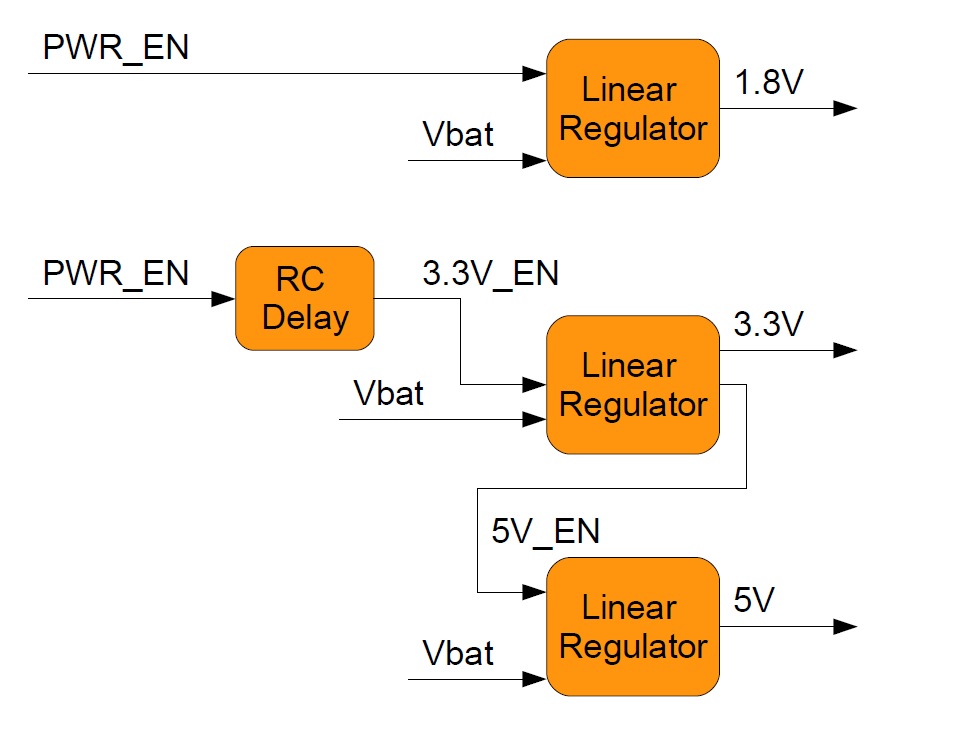 PWR_EN
Linear
Regulator
1.8V
Vbat
PWR_EN
RC
Delay
3.3V_EN
Linear
Regulator
3.3V
Vbat
5V_EN
Linear
Regulator
5V
Vbat